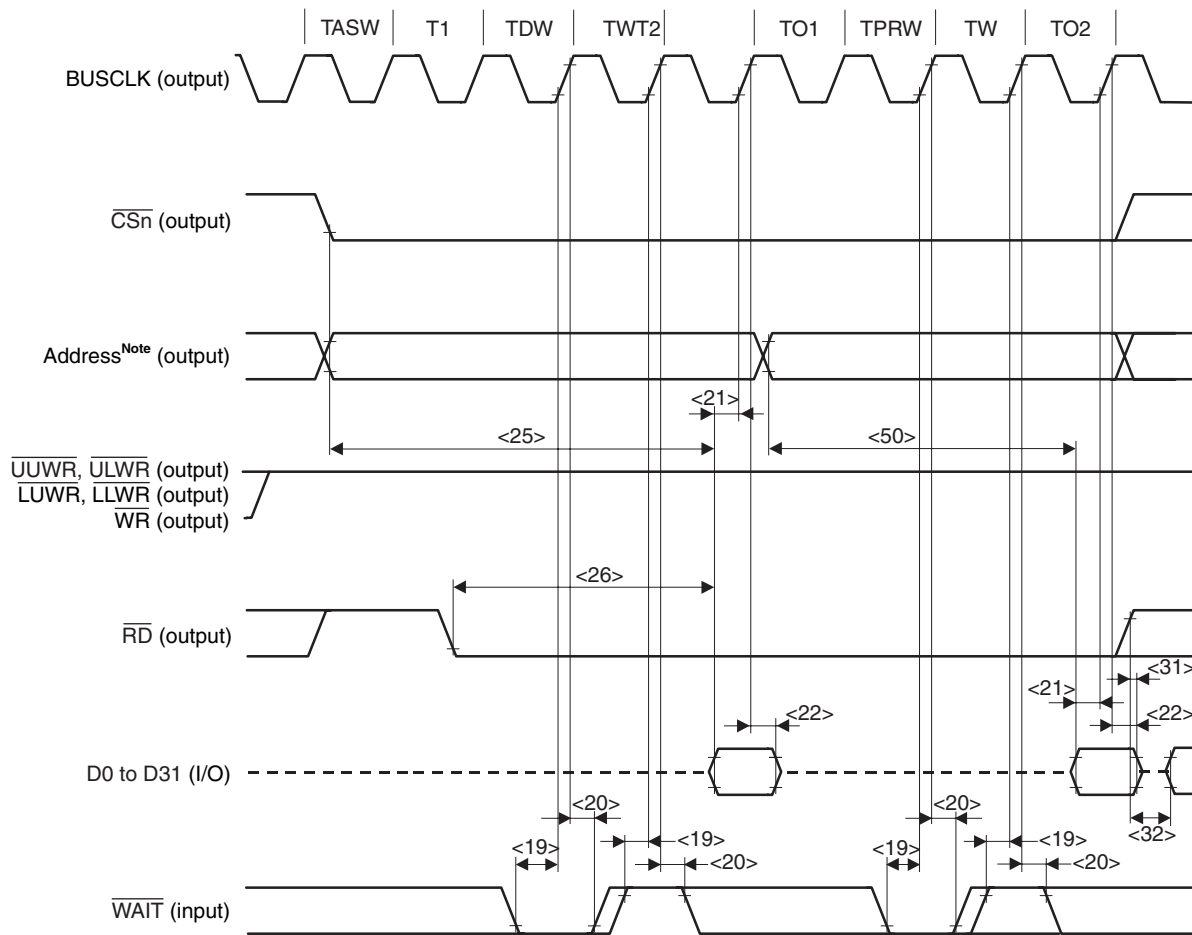 TASW T1 TDW TWT2 TO1 TPRW TW TO2
BUSCLK (output)
CSn (output)
Address Note (output)
<21>
<25> <50>
UUWR, ULWR (output)
LUWR, LLWR (output)
WR (output)
<26>
RD (output)
<31>
<21>
<22> <22>
D0 to D31 (I/O)
<20> <20>
<32>
<19> <19> <19> <19>
<20> <20>
WAIT (input)